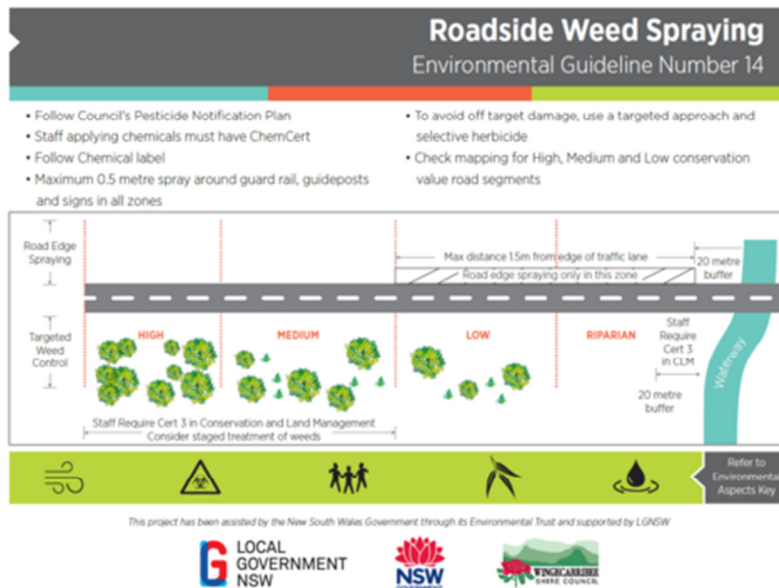 Roadside Weed Spraying
Environmental Guideline Number 14
• Follow Council's Pesticide Notification Plan
• Staff applying chemicals must have ChemCert
• Follow Chemical label
• Maximum 0.5 metre spray around guard rail, guideposts
and signs in all zones
• To avoid off target damage, use a targeted approach and
selective herbicide
• Check mapping for High, Medium and Low conservation
value road segments
Road Edge
Spraying
Max distance 1.5m from edge of traffic lane
Road edge spraying only in this zone
20 metre
buffer
Targeted
Weed
Control
HIGH
MEDIUM
LOW
RIPARIAN
Staff
Require
Cert 3
in CLM
20 metre
buffer
Waterway
Staff Require Cert 3 in Conservation and Land Management
Consider staged treatment of weeds
Refer to
Environmental
Aspects Key
This project has been assisted by the New South Wales Government through its Environmental Trust and supported by LGNSW
LOCAL
GOVERNMENT
NSW
NSW
GOVERNMENT
WINGECARRIBEE
SHIRE COUNCIL